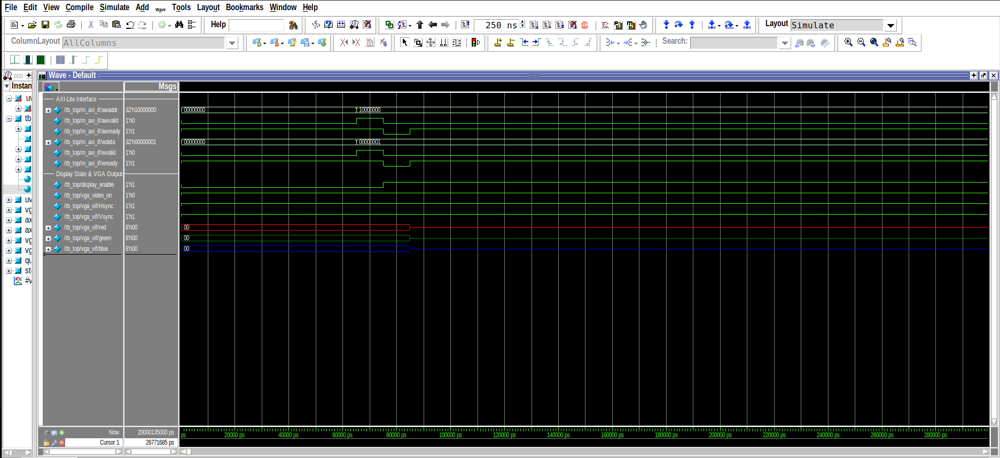 File Edit View Compile Simulate Add Wave Tools Layout Bookmarks Window Help
Help 250 ns Layout Simulate
ColumnLayout AllColumns Search:
Wave - Default
Instan
Msgs
AXI-Lite Interface
/tb_top/m_axi_if/awaddr 32'h10000000 00000000 10000000
/tb_top/m_axi_if/awvalid 1'h0
/tb_top/m_axi_if/awready 1'h1
/tb_top/m_axi_if/wdata 32'h00000001 00000000 00000001
/tb_top/m_axi_if/wvalid 1'h0
/tb_top/m_axi_if/wready 1'h1
Display State & VGA Output
/tb_top/display_enable 1'h1
/tb_top/vga_video_on 1'h0
/tb_top/vga_vif/Hsync 1'h1
/tb_top/vga_vif/Vsync 1'h1
/tb_top/vga_vif/red 8'h00 00
/tb_top/vga_vif/green 8'h00 00
/tb_top/vga_vif/blue 8'h00 00
uv
tb_
uv
vg
ax
ax
vg
vg
qu
st
#v
Now 20000135000 ps
ps 20000 ps 40000 ps 60000 ps 80000 ps 100000 ps 120000 ps 140000 ps 160000 ps 180000 ps 200000 ps 220000 ps 240000 ps 260000 ps 280000 ps
Cursor 1 26771685 ps